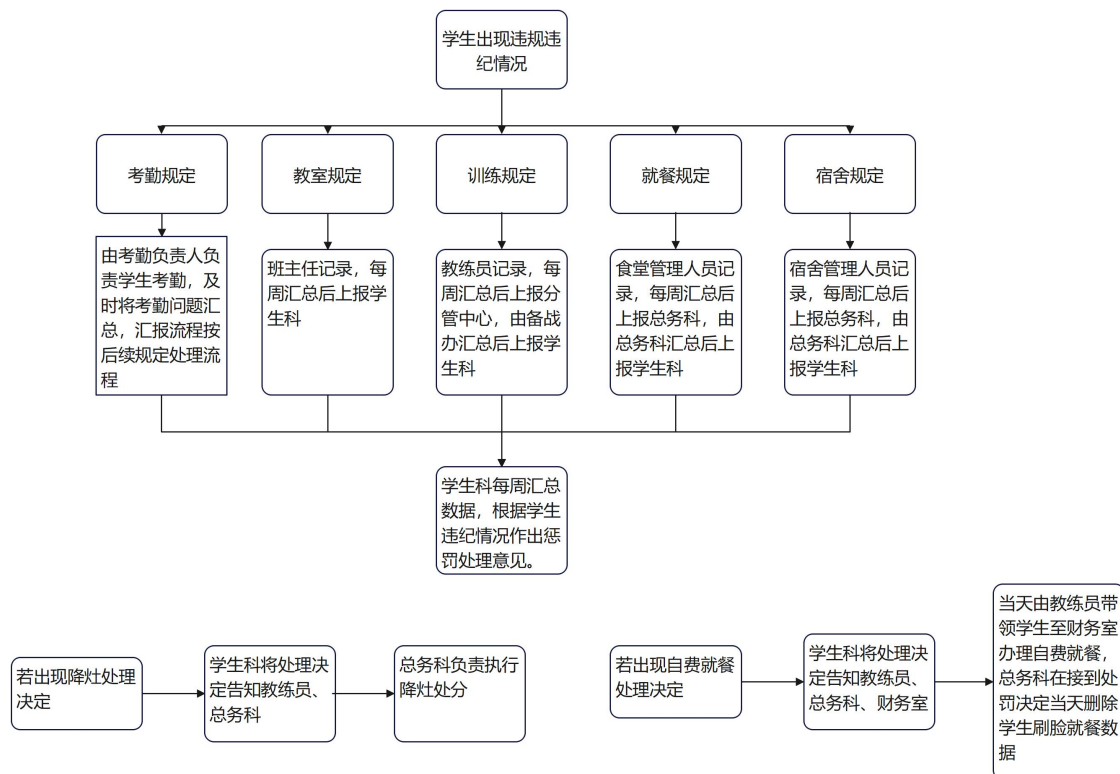 学生出现违规违
纪情况
考勤规定
教室规定
训练规定
就餐规定
宿舍规定
由考勤负责人负
责学生考勤，及
时将考勤问题汇
总，汇报流程按
后续规定处理流
程
班主任记录，每
周汇总后上报学
生科
教练员记录，每
周汇总后上报分
管中心，由备战
办汇总后上报学
生科
食堂管理人员记
录，每周汇总后
上报总务科，由
总务科汇总后上
报学生科
宿舍管理人员记
录，每周汇总后
上报总务科，由
总务科汇总后上
报学生科
学生科每周汇总
数据，根据学生
违纪情况作出惩
罚处理意见。
若出现降灶处理
决定
学生科将处理决
定告知教练员、
总务科
总务科负责执行
降灶处分
若出现自费就餐
处理决定
学生科将处理决
定告知教练员、
总务科、财务室
当天由教练员带
领学生至财务室
办理自费就餐，
总务科在接到处
罚决定当天删除
学生刷脸就餐数
据